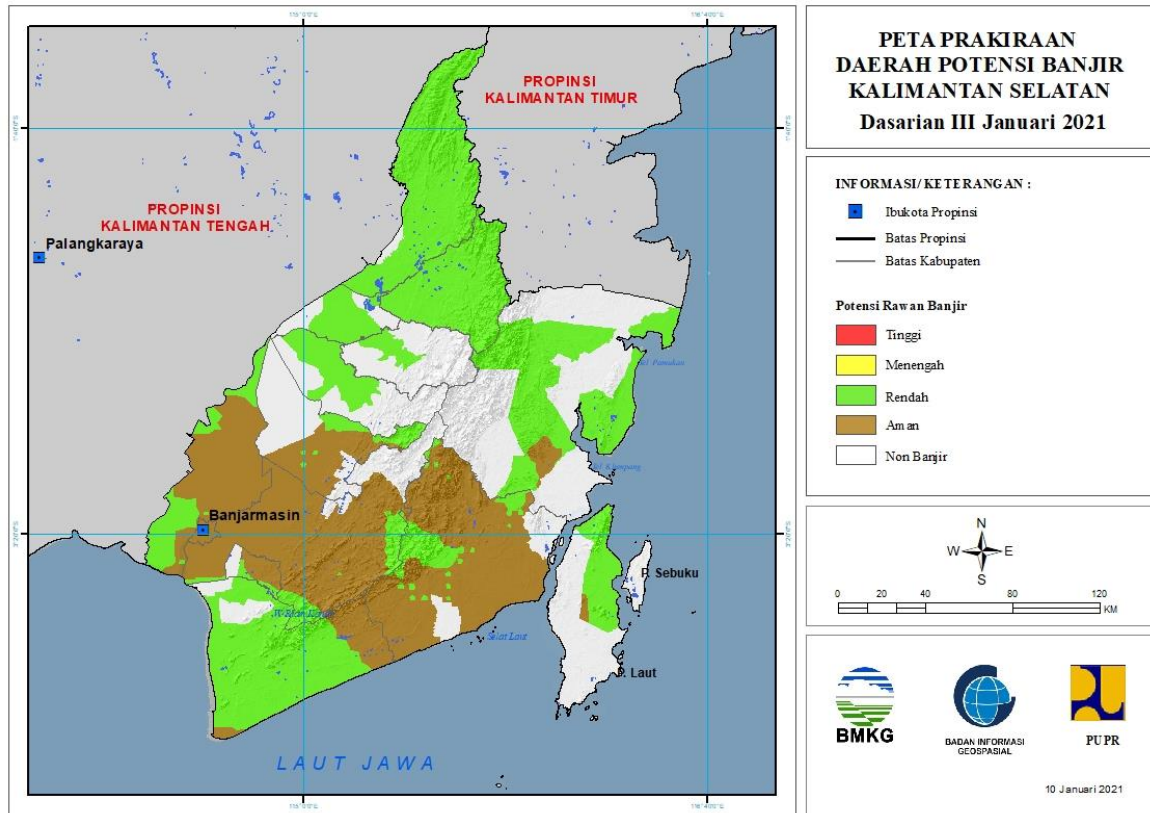 PETA PRAKIRAAN
DAERAH POTENSI BANJIR
KALIMANTAN SELATAN
Dasarian III Januari 2021
INFORMASI/ KETERANGAN :
Ibukota Propinsi
Batas Propinsi
Batas Kabupaten
Potensi Rawan Banjir
Tinggi
Menengah
Rendah
Aman
Non Banjir
N
W E
S
0 20 40 80 120
KM
BMKG
BADAN INFORMASI
GEOSPASIAL
PUPR
10 Januari 2021
PROPINSI
KALIMANTAN TIMUR
PROPINSI
KALIMANTAN TENGAH
Palangkaraya
Banjarmasin
P. Sebuku
Selat Laut
P. Laut
LAUT JAWA